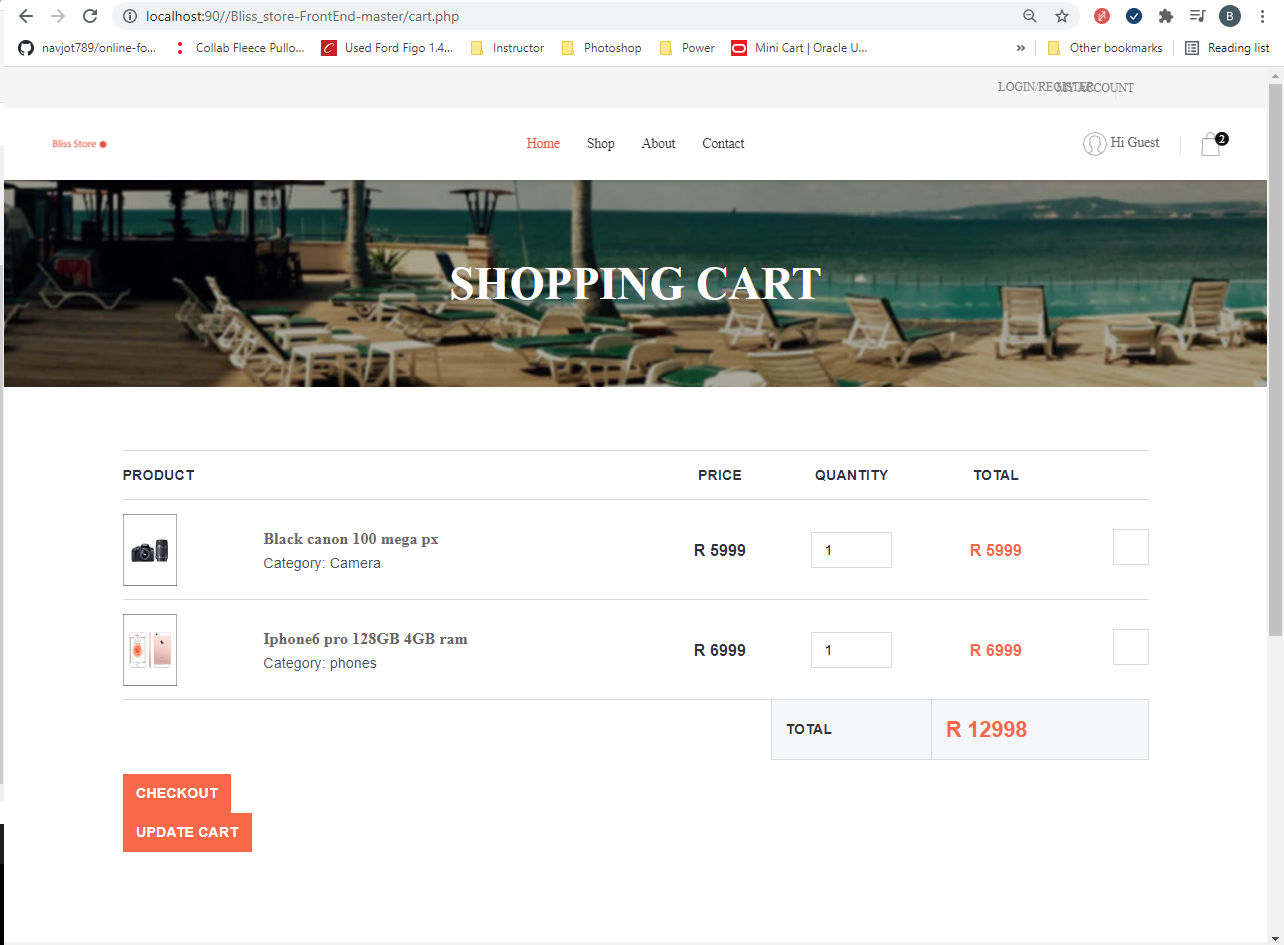 localhost:90//Bliss_store-FrontEnd-master/cart.php
B
navjot789/online-fo... Collab Fleece Pullo... Used Ford Figo 1.4... Instructor Photoshop Power Mini Cart | Oracle U... » Other bookmarks Reading list
LOGIN/REGISTER MY ACCOUNT
Bliss Store Home Shop About Contact Hi Guest 2
SHOPPING CART
PRODUCT PRICE QUANTITY TOTAL
Black canon 100 mega px
Category: Camera
R 5999 1 R 5999
Iphone6 pro 128GB 4GB ram
Category: phones
R 6999 1 R 6999
TOTAL R 12998
CHECKOUT
UPDATE CART